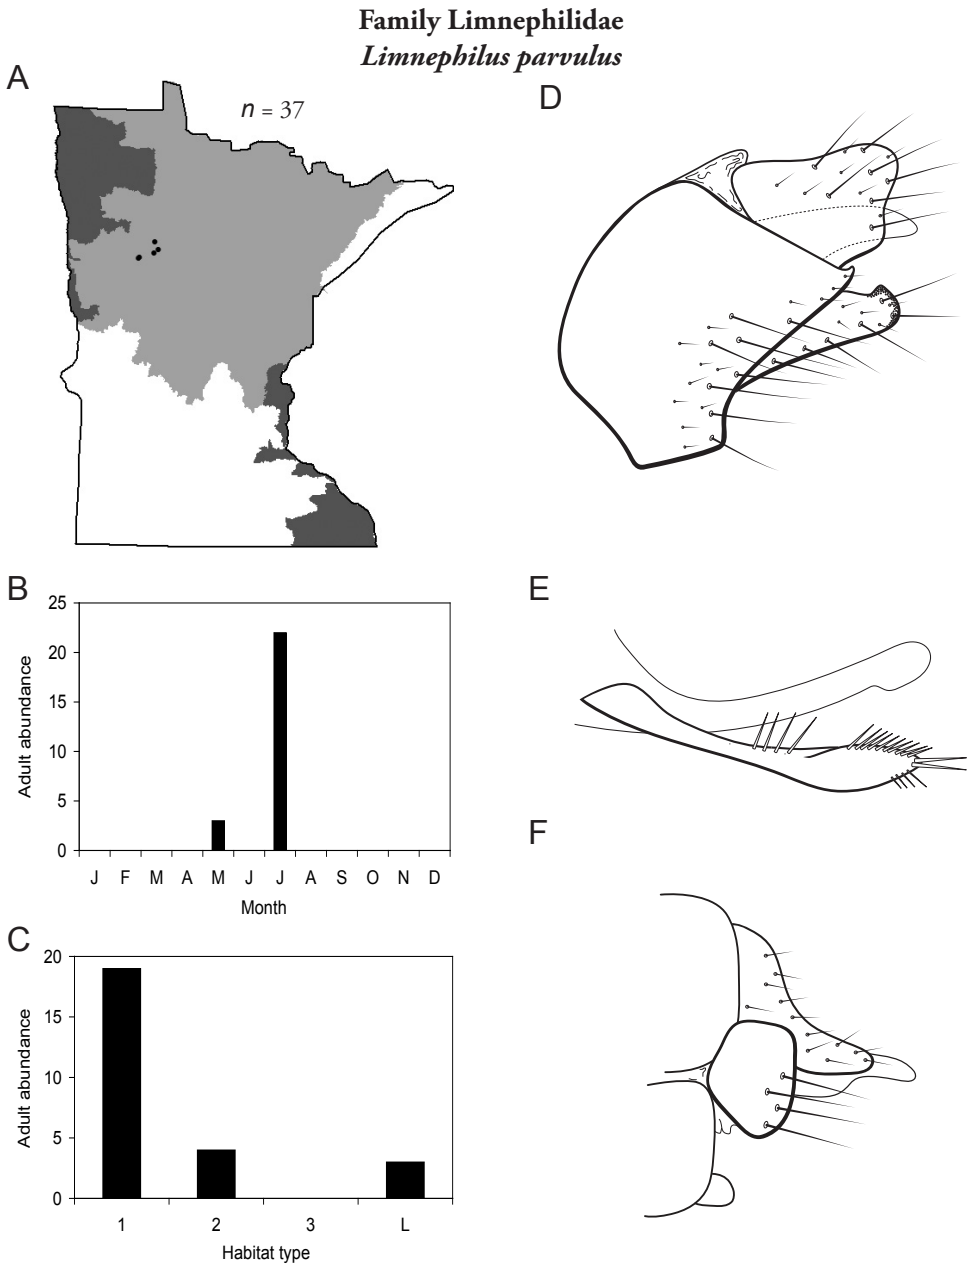 Family Limnephilidae
Limnephilus parvulus
A
n = 37
D
B
25
20
15
10
5
0
Adult abundance
J F M A M J J A S O N D
Month
C
20
15
10
5
0
Adult abundance
1 2 3 L
Habitat type
E
F